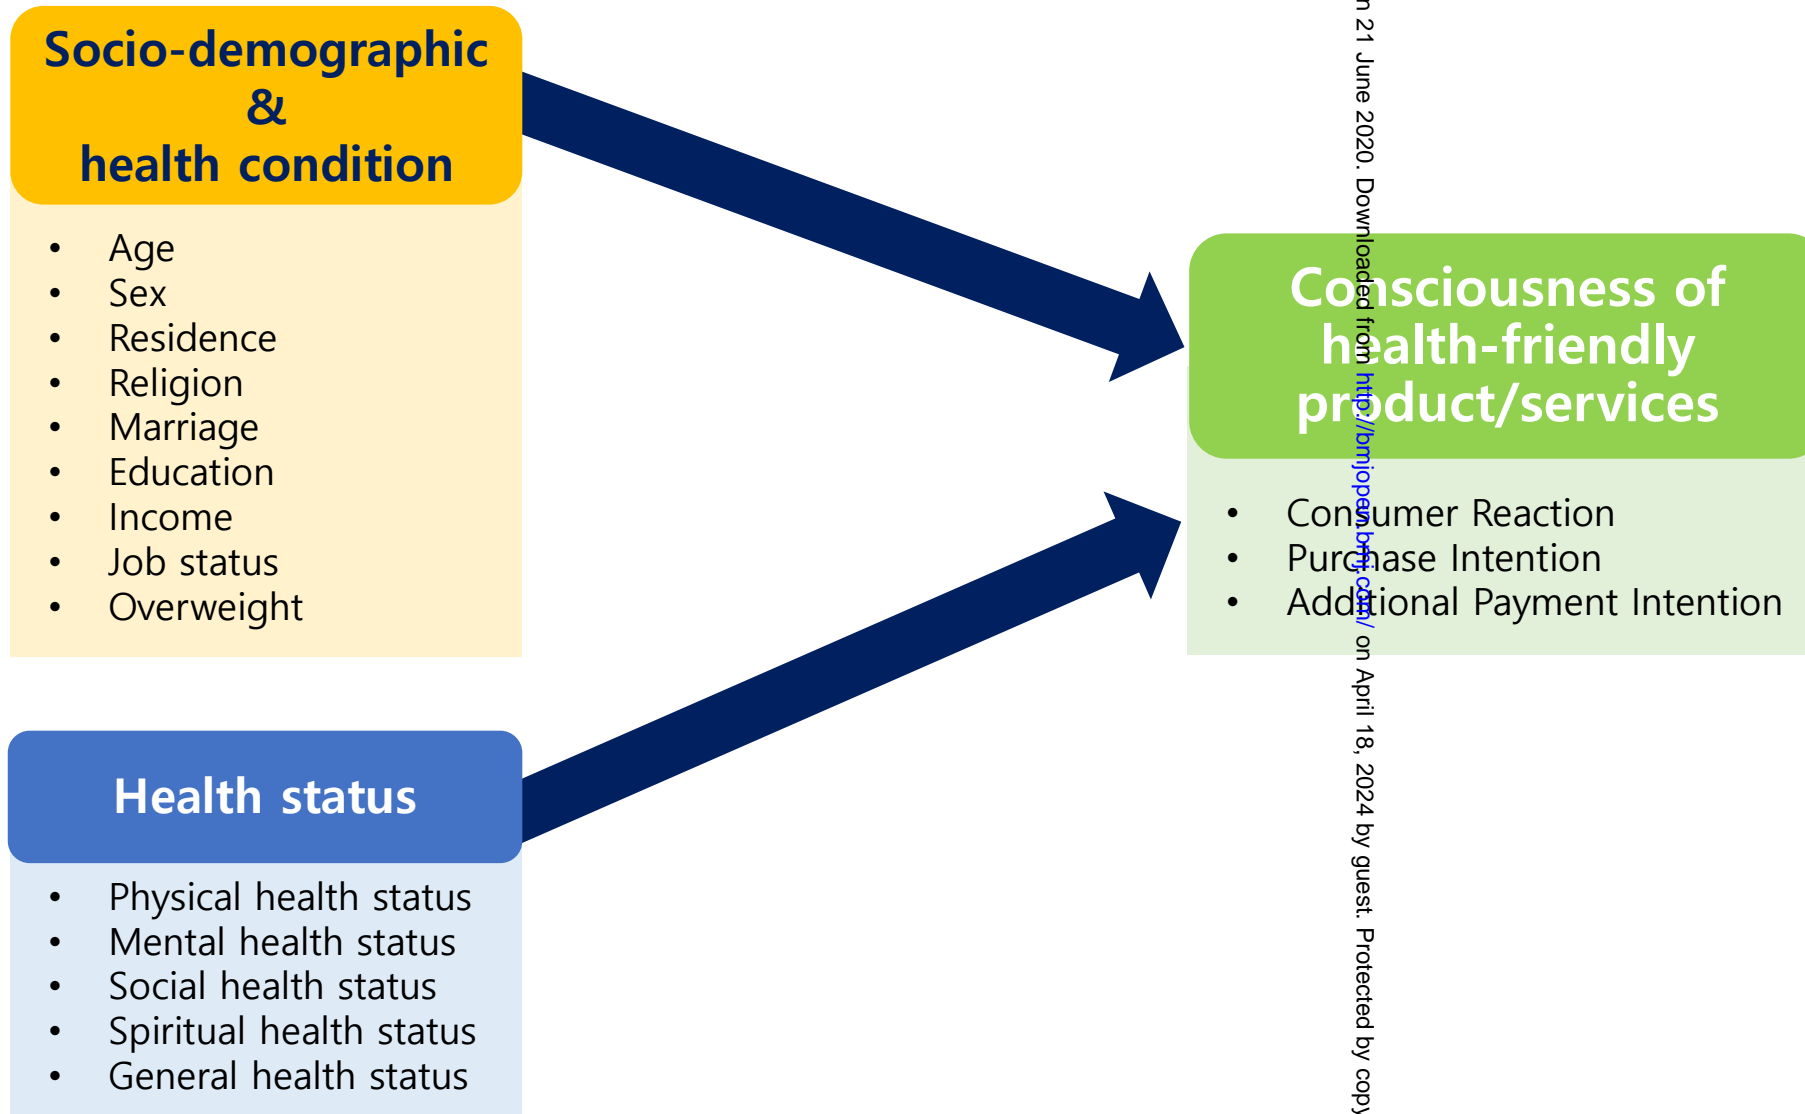 Socio-demographic
&
health condition
• Age
• Sex
• Residence
• Religion
• Marriage
• Education
• Income
• Job status
• Overweight
Health status
• Physical health status
• Mental health status
• Social health status
• Spiritual health status
• General health status
Consciousness of
health-friendly
product/services
• Consumer Reaction
• Purchase Intention
• Additional Payment Intention
21 June 2020. Downloaded from http://bmjopen.bmj.com/ on April 18, 2024 by guest. Protected by copy